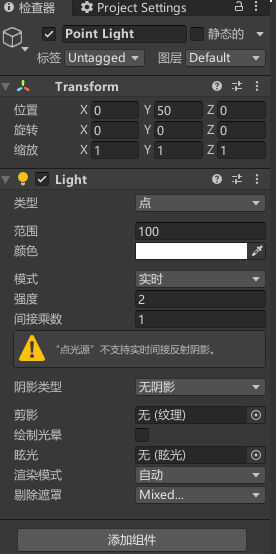 检查器 Project Settings
Point Light 静态的
标签 Untagged 图层 Default
Transform
位置 X 0 Y 50 Z 0
旋转 X 0 Y 0 Z 0
缩放 X 1 Y 1 Z 1
Light
类型 点
范围 100
颜色
模式 实时
强度 2
间接乘数 1
“点光源”不支持实时间接反射阴影。
阴影类型 无阴影
剪影 无 (纹理)
绘制光晕
眩光 无 (眩光)
渲染模式 自动
剔除遮罩 Mixed...
添加组件